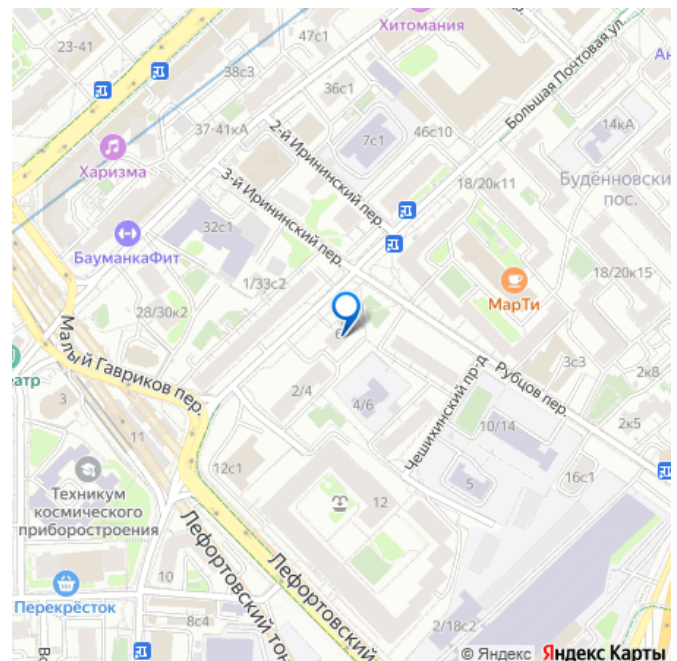 47с1
Хитомания
23-41
38с3
36с1
Большая Почтовая ул.
37-41кА
2-й Ирининский пер.
7с1
46с10
14кА
Харизма
3-й Ирининский пер.
18/20к11
Будённовски
пос.
32с1
БауманкаФит
1/33с2
МарТи
18/20к15
28/30к2
Малый Гавриков пер.
6
Рубцов пер.
3с3
2к8
атр
3
2/4
4/6
Чешихинский пр-д
10/14
2к5
11
12с1
5
16с1
Техникум
космического
приборостроения
12
Лефортовский тон
Лефортовский
10
Перекрёсток
8с4
2/18с2
© Яндекс Яндекс Карты